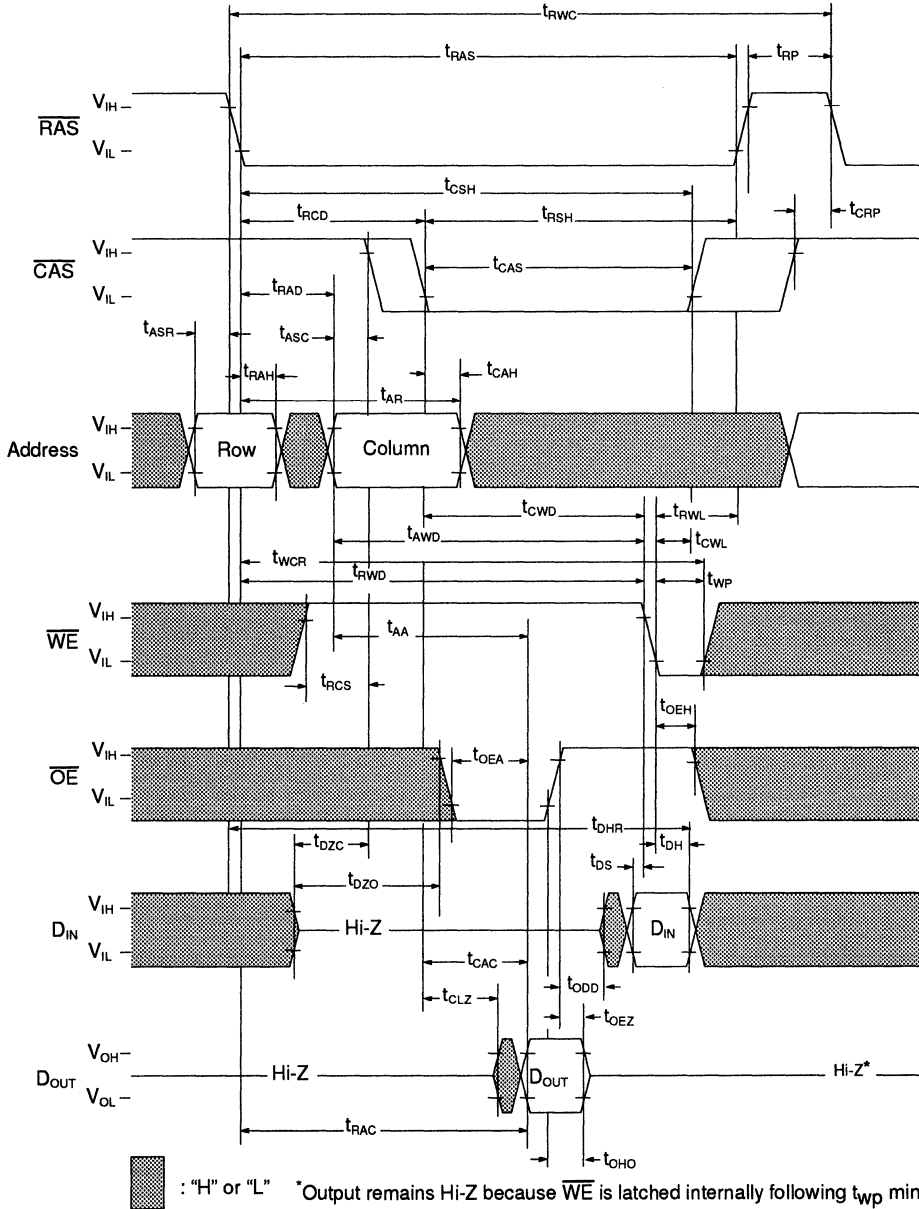 tRWC
tRAS
tRP
RAS
VIH
VIL
tCSH
tRCD
tRSH
tCRP
CAS
VIH
VIL
tCAS
tRAD
tASR
tASC
tRAH
tCAH
tAR
Address
VIH
VIL
Row
Column
tCWD
tRWL
tAWD
tCWL
tWCR
tRWD
tWP
WE
VIH
VIL
tAA
tRCS
tOEH
OE
VIH
VIL
tOEA
tDHR
tDZC
tDH
tDS
tDZO
DIN
VIH
VIL
Hi-Z
DIN
tCAC
tODD
tCLZ
tOEZ
DOUT
VOH
VOL
Hi-Z
DOUT
Hi-Z*
tRAC
tOHO
: "H" or "L" *Output remains Hi-Z because WE is latched internally following twp min